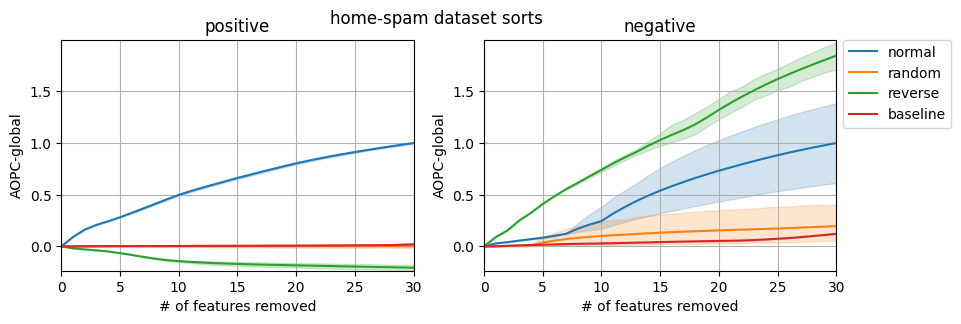 home-spam dataset sorts
positive
negative
AOPC-global
1.5
1.0
0.5
0.0
0 5 10 15 20 25 30
# of features removed
AOPC-global
1.5
1.0
0.5
0.0
0 5 10 15 20 25 30
# of features removed
normal
random
reverse
baseline